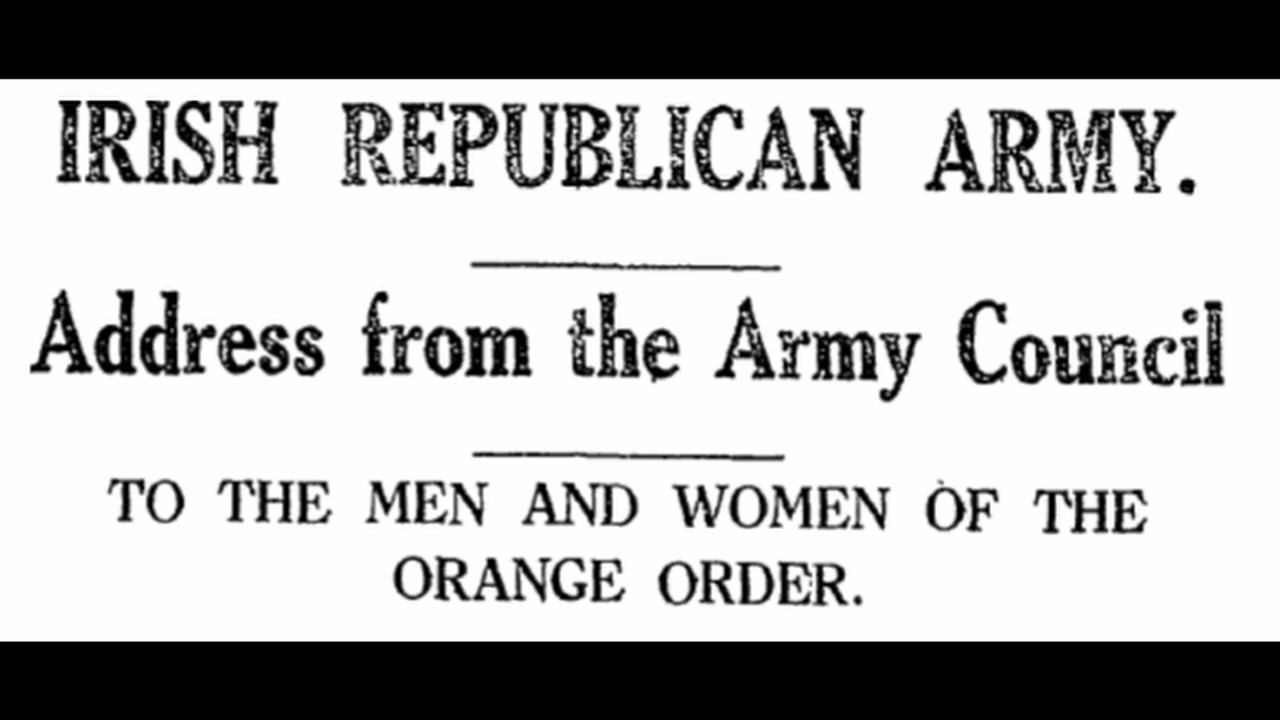 IRISH REPUBLICAN ARMY.
Address from the Army Council
TO THE MEN AND WOMEN OF THE
ORANGE ORDER.